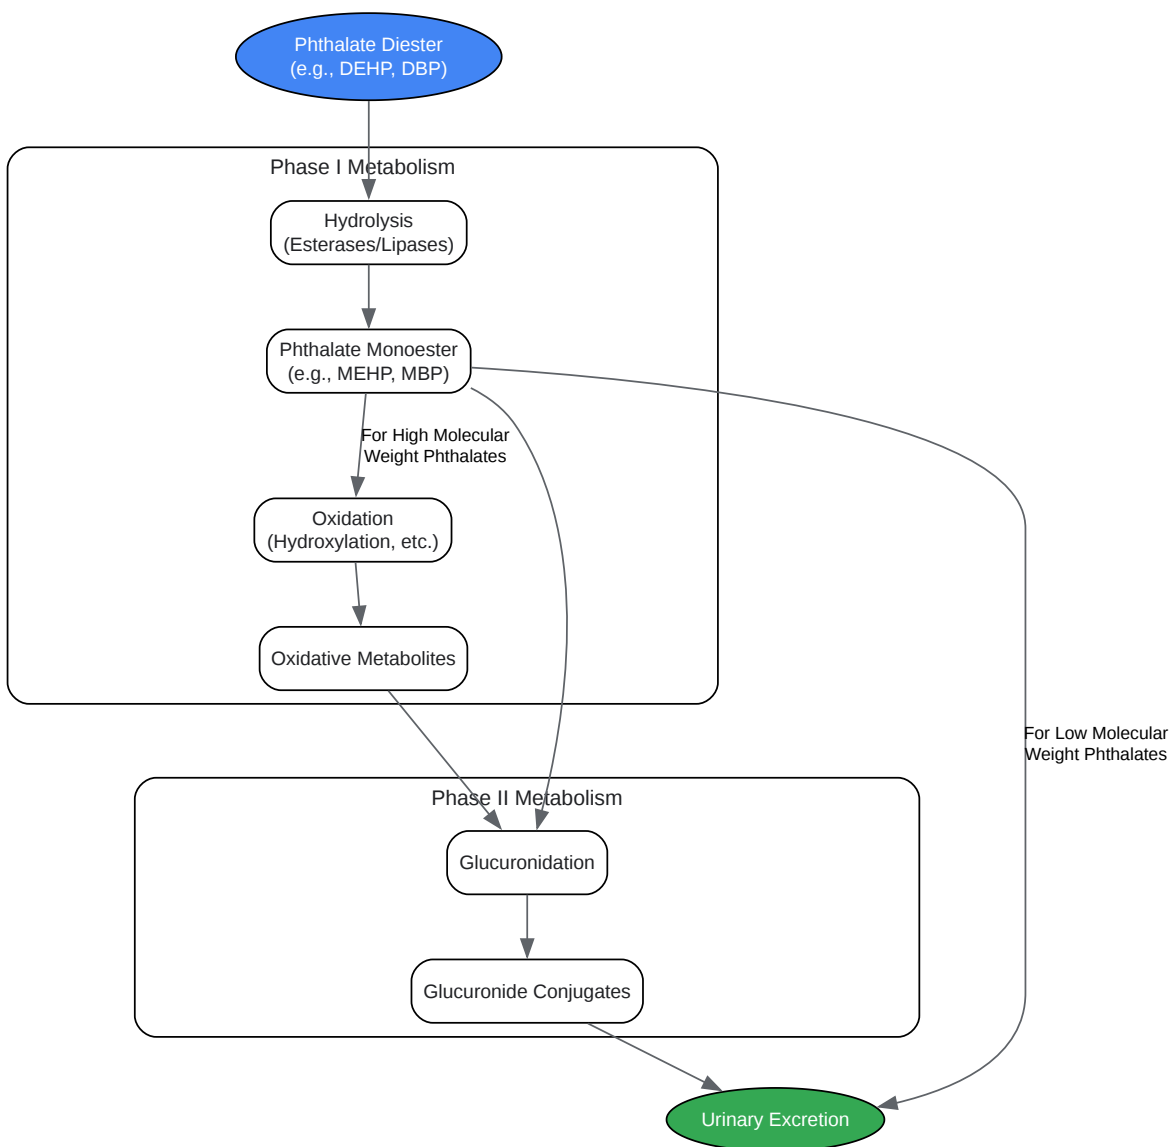 Phthalate Diester
(e.g., DEHP, DBP)
Phase I Metabolism
Hydrolysis
(Esterases/Lipases)
Phthalate Monoester
(e.g., MEHP, MBP)
For High Molecular
Weight Phthalates
Oxidation
(Hydroxylation, etc.)
Oxidative Metabolites
For Low Molecular
Weight Phthalates
Phase II Metabolism
Glucuronidation
Glucuronide Conjugates
Urinary Excretion